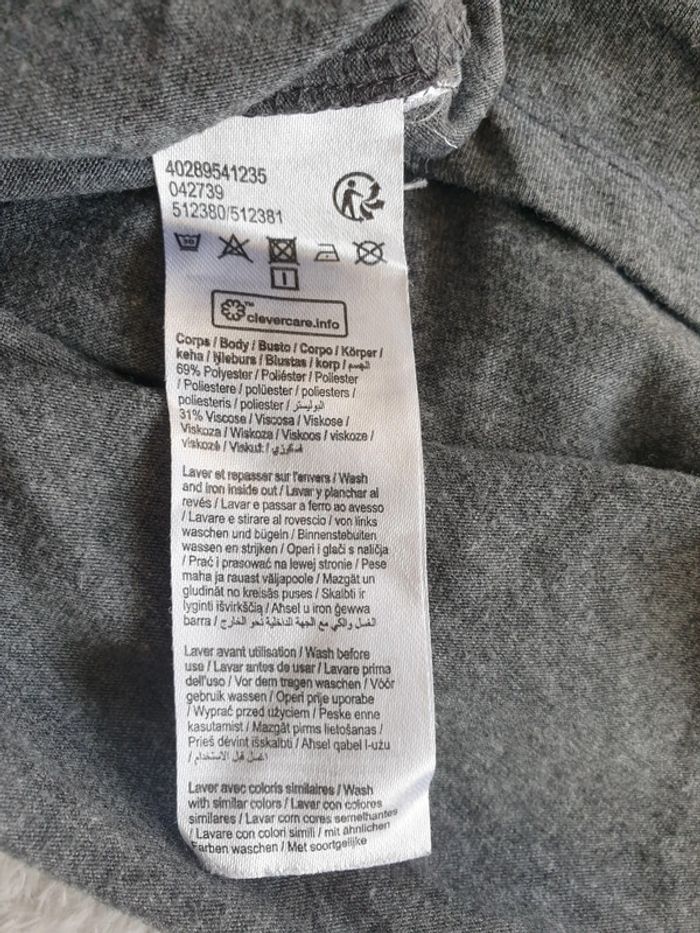 40289541235
042739
512380/512381
30
™
clevercare.info
Corps / Body / Busto / Corpo / Körper /
keha / Njieburs / Blustas / korp / الجسم
69% Polyester / Poliéster / Poliester
/ Poliestere / polüester / poliesters /
poliesteris / poliester / البوليستر
31% Viscose / Viscosa / Viskose /
Viskoza / Wiskoza / Viskoos / viskoze /
viskozė / Viskuż /
Laver et repasser sur l'envers / Wash
and iron inside out / Lavar y planchar al
revés / Lavar e passar a ferro ao avesso
/ Lavare e stirare al rovescio / von links
waschen und bügeln / Binnenstebuiten
wassen en strijken / Operi i glači s naličja
/ Prać i prasować na lewej stronie / Pese
maha ja rauast väljapoole / Mazgāt un
gludināt no kreisās puses / Skalbti ir
lyginti išvirkščią / Aħsel u iron ġewwa
barra / الغسل والكي مع الجهة الداخلية نحو الخارج
Laver avant utilisation / Wash before
use / Lavar antes de usar / Lavare prima
dell'uso / Vor dem tragen waschen / Vóór
gebruik wassen / Operi prije uporabe
/ Wyprać przed użyciem / Peske enne
kasutamist / Mazgāt pirms lietošanas /
Prieš dėvint išskalbti / Aħsel qabel l-użu
/ اغسل قبل الاستخدام
Laver avec coloris similaires / Wash
with similar colors / Lavar con colores
similares / Lavar com cores semelhantes
/ Lavare con colori simili / mit ähnlichen
Farben waschen / Met soortgelijke